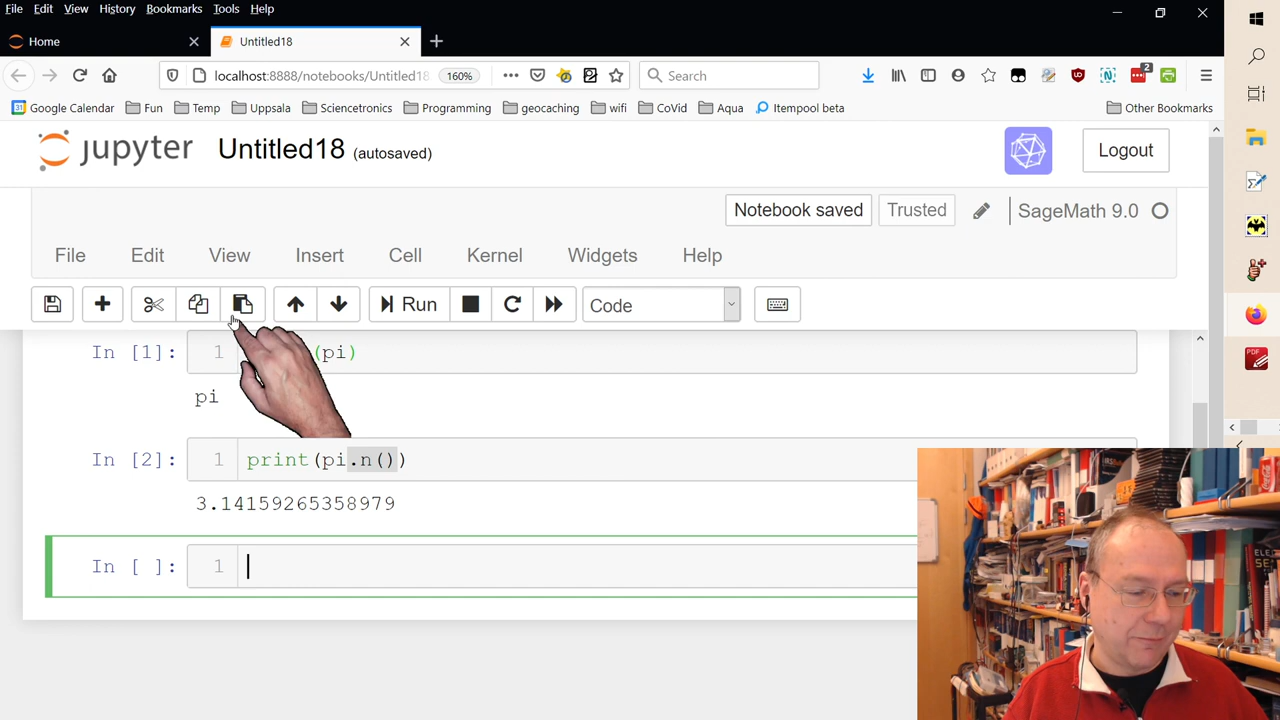 File Edit View History Bookmarks Tools Help
Home
Untitled18
localhost:8888/notebooks/Untitled18
160%
Search
2
31 Google Calendar Fun Temp Uppsala Sciencetronics Programming geocaching wifi CoVid Aqua Itempool beta Other Bookmarks
jupyter Untitled18 (autosaved)
Logout
Notebook saved Trusted SageMath 9.0
File Edit View Insert Cell Kernel Widgets Help
Run Code
In [1]: 1 (pi)
pi
In [2]: 1 print(pi.n())
3.14159265358979
In [ ]: 1
PDF